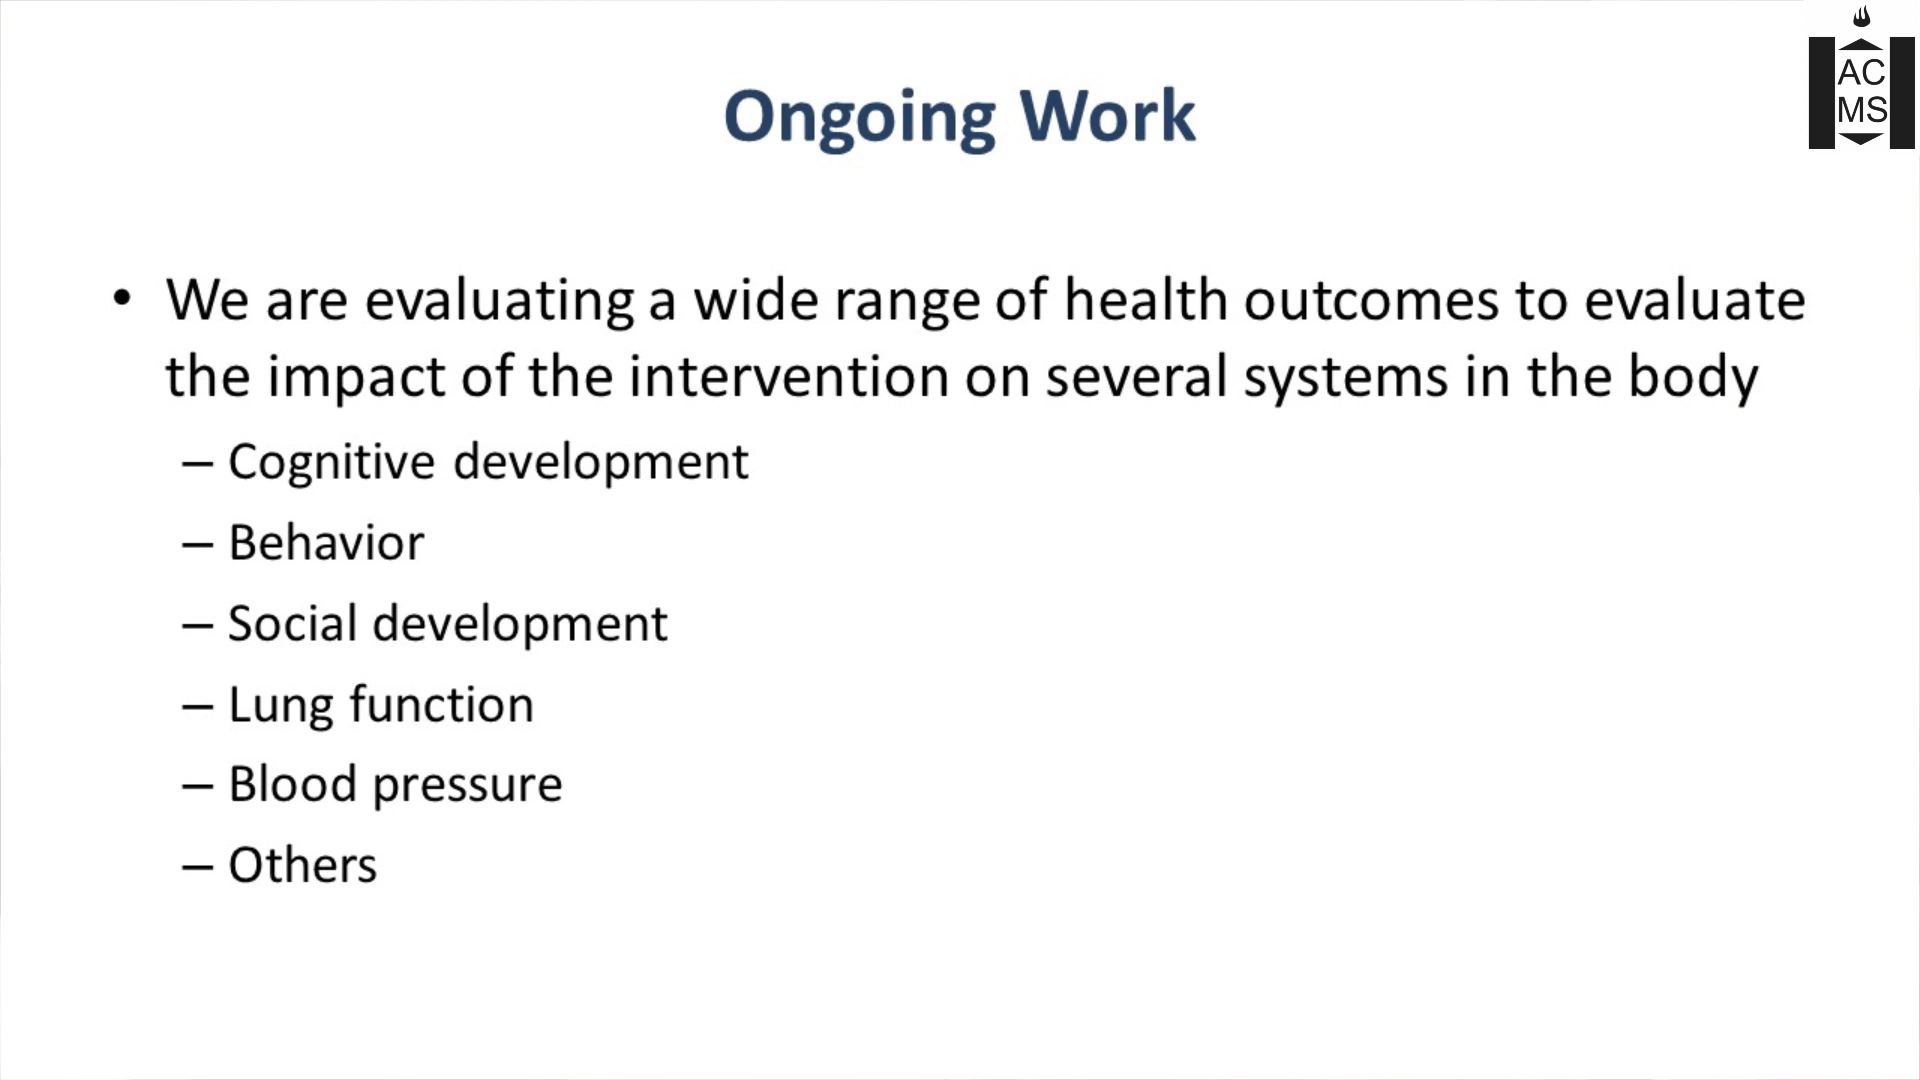 AC
MS
Ongoing Work
• We are evaluating a wide range of health outcomes to evaluate
the impact of the intervention on several systems in the body
– Cognitive development
– Behavior
– Social development
– Lung function
– Blood pressure
– Others